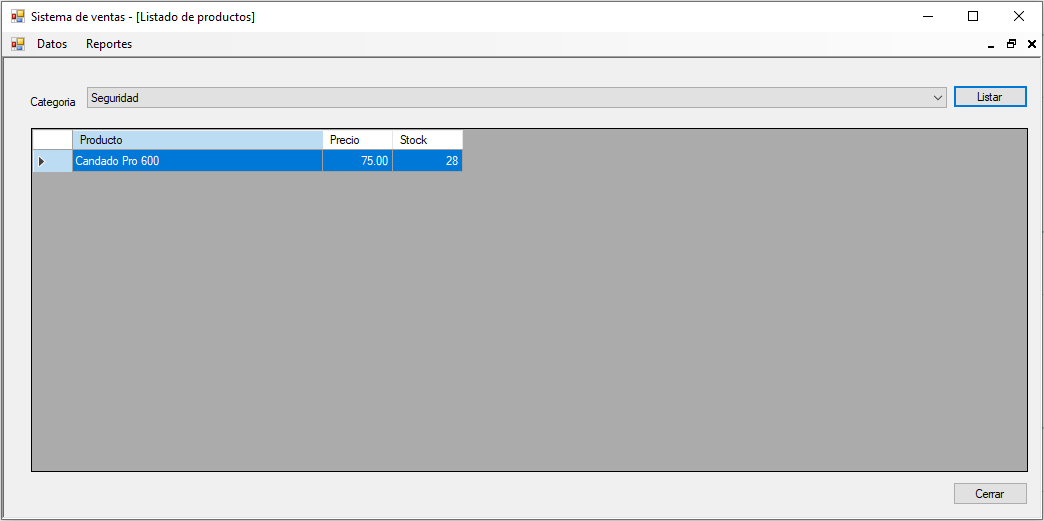 Sistema de ventas - [Listado de productos]
Datos Reportes
Categoria Seguridad Listar
Producto Precio Stock
Candado Pro 600 75.00 28
Cerrar